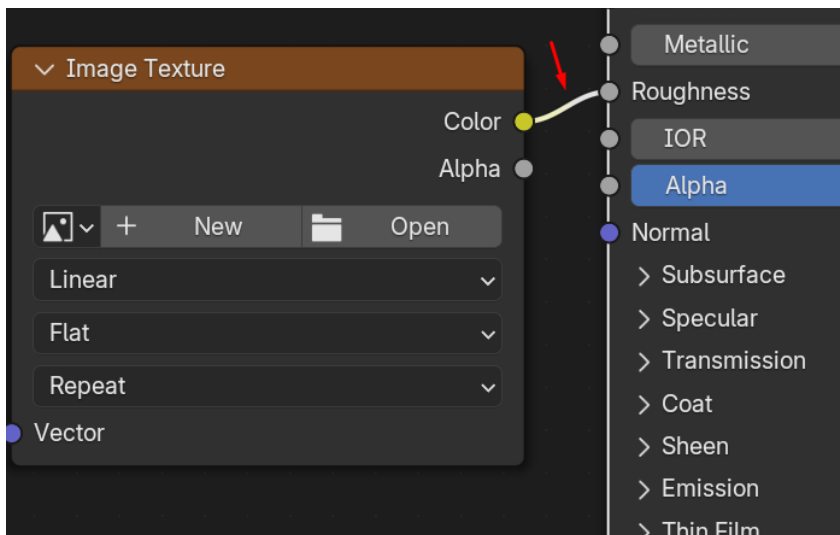 Image Texture
Color
Alpha
New
Open
Linear
Flat
Repeat
Vector
Metallic
Roughness
IOR
Alpha
Normal
Subsurface
Specular
Transmission
Coat
Sheen
Emission
Thin Film